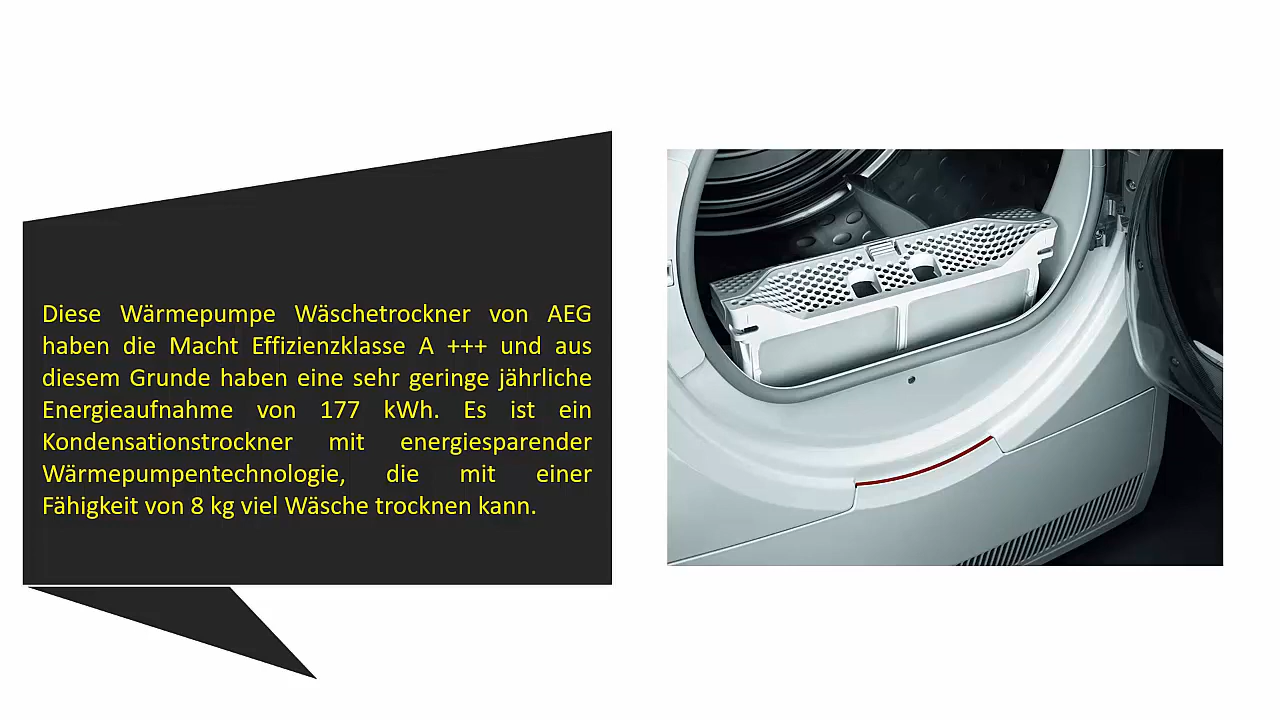 Diese Wärmepumpe Wäschetrockner von AEG
haben die Macht Effizienzklasse A +++ und aus
diesem Grunde haben eine sehr geringe jährliche
Energieaufnahme von 177 kWh. Es ist ein
Kondensationstrockner mit energiesparender
Wärmepumpentechnologie, die mit einer
Fähigkeit von 8 kg viel Wäsche trocknen kann.